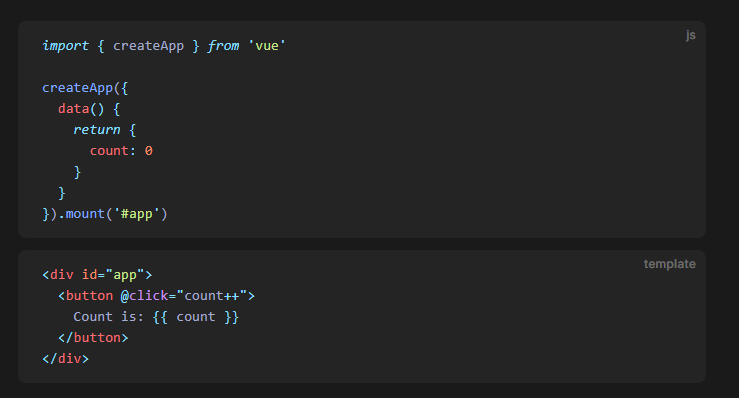 js
import { createApp } from 'vue'
createApp({
  data() {
    return {
      count: 0
    }
  }
}).mount('#app')
template
<div id="app">
  <button @click="count++">
    Count is: {{ count }}
  </button>
</div>